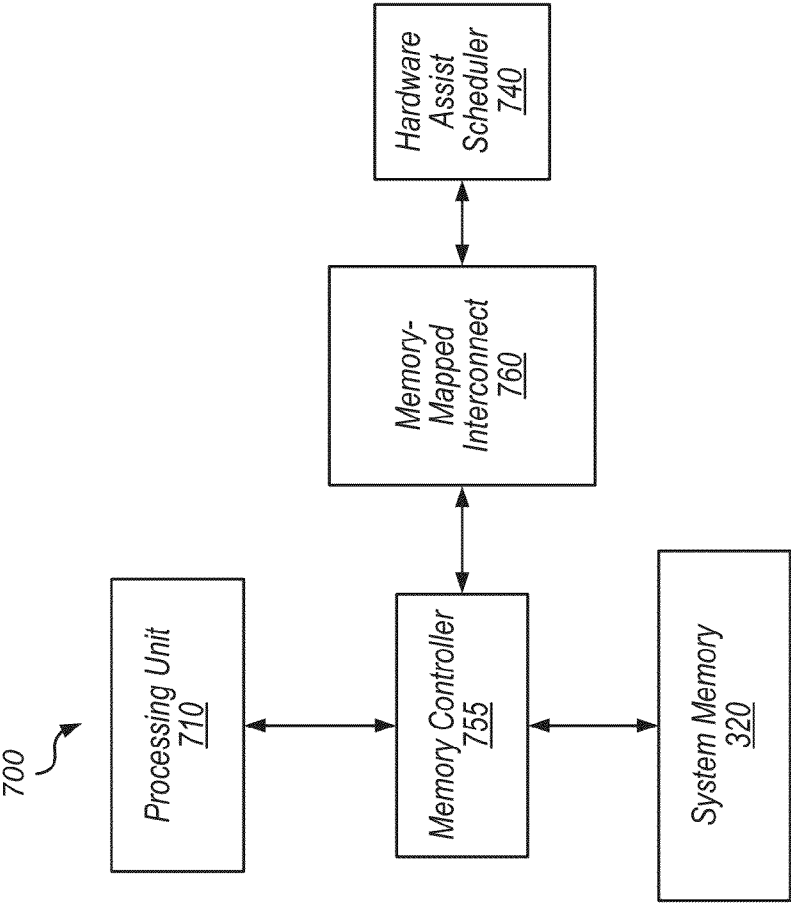 700
Processing Unit
710
Memory Controller
755
System Memory
320
Memory-
Mapped
Interconnect
760
Hardware
Assist
Scheduler
740